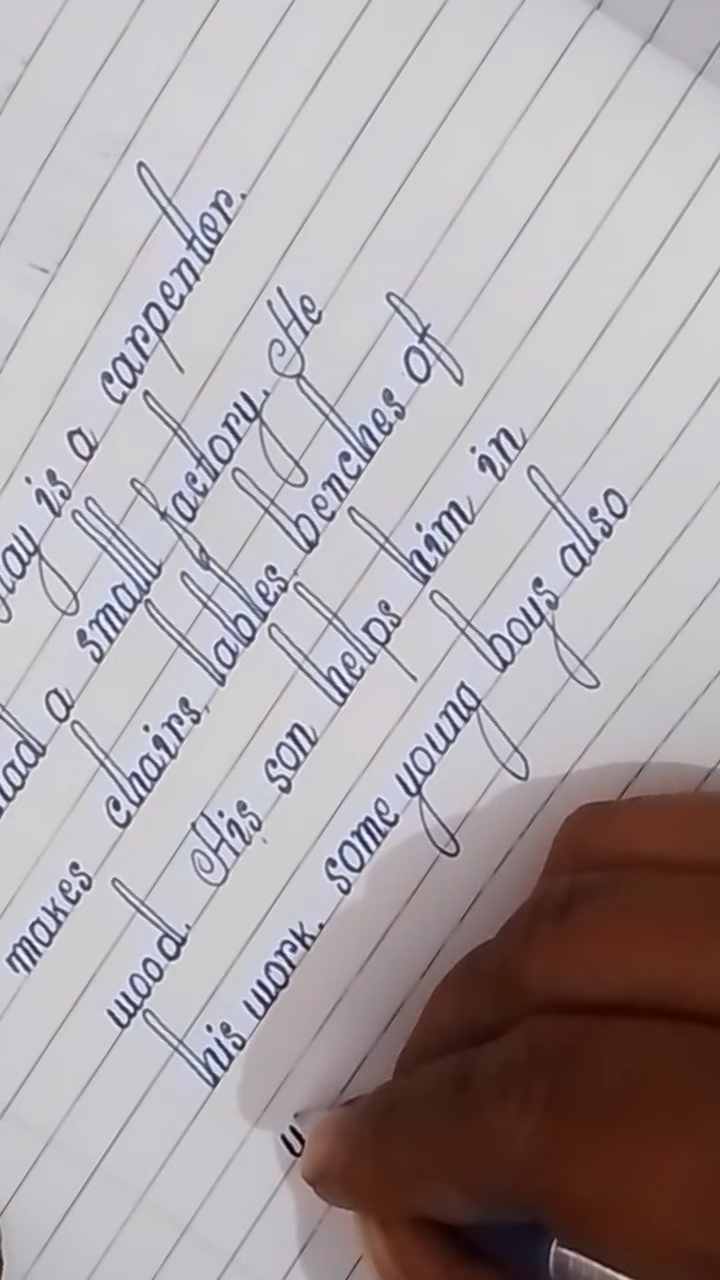 is a carpenter.
a small factory. He
makes chairs, tables benches of
wood. His son helps him in
his work. some young boys also